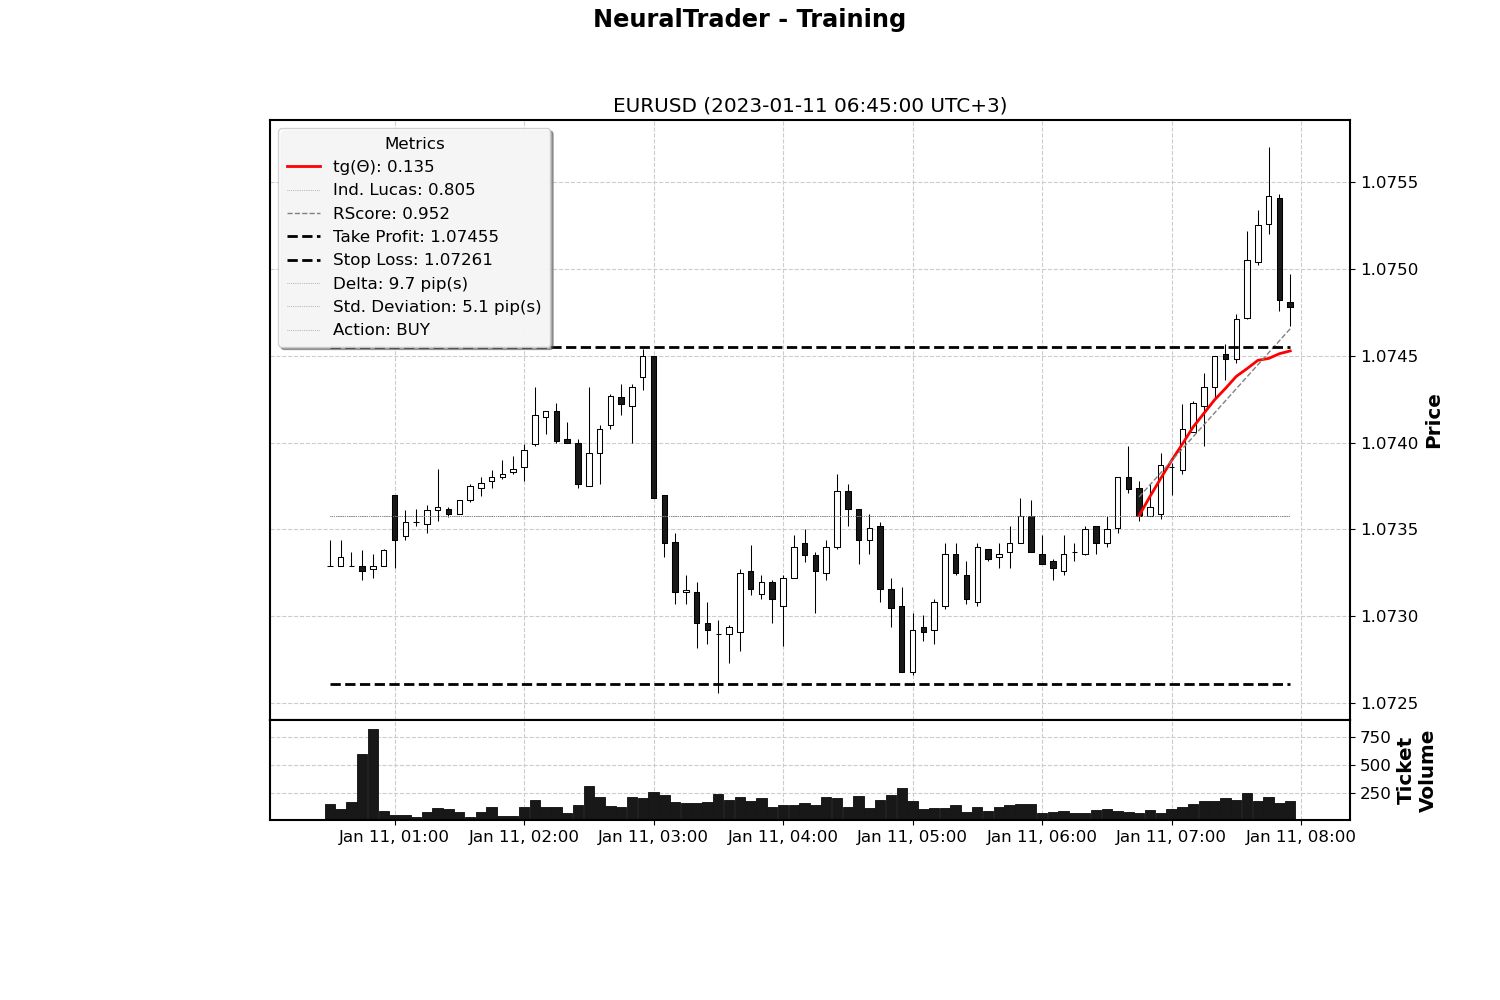 NeuralTrader - Training
EURUSD (2023-01-11 06:45:00 UTC+3)
Metrics
tg(Θ): 0.135
Ind. Lucas: 0.805
RScore: 0.952
Take Profit: 1.07455
Stop Loss: 1.07261
Delta: 9.7 pip(s)
Std. Deviation: 5.1 pip(s)
Action: BUY
1.0755
1.0750
1.0745
1.0740
1.0735
1.0730
1.0725
Price
750
500
250
Ticket
Volume
Jan 11, 01:00 Jan 11, 02:00 Jan 11, 03:00 Jan 11, 04:00 Jan 11, 05:00 Jan 11, 06:00 Jan 11, 07:00 Jan 11, 08:00